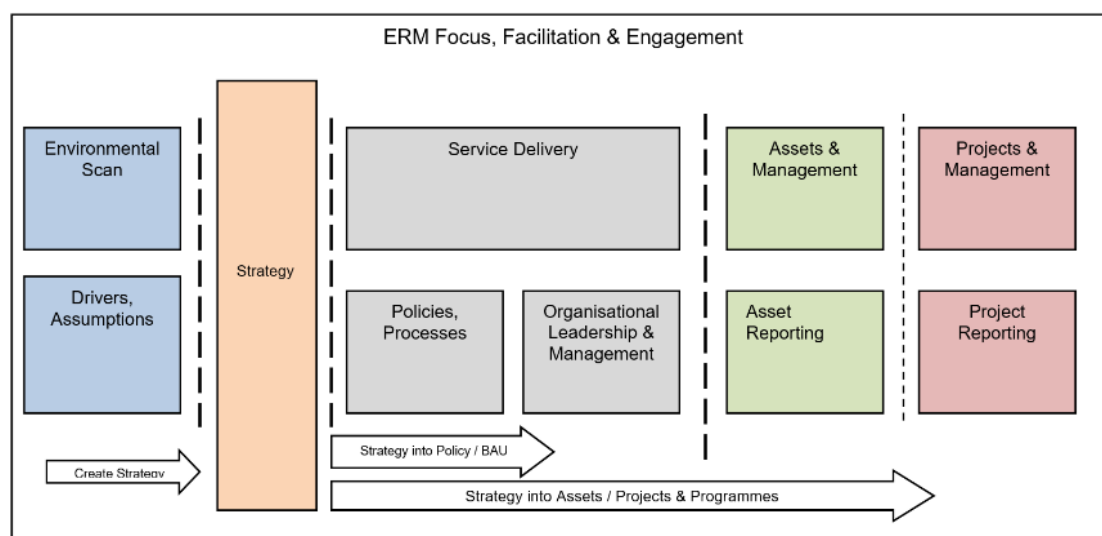 ERM Focus, Facilitation & Engagement
Environmental
Scan
Service Delivery
Assets &
Management
Projects &
Management
Strategy
Drivers,
Assumptions
Policies,
Processes
Organisational
Leadership &
Management
Asset
Reporting
Project
Reporting
Create Strategy
Strategy into Policy / BAU
Strategy into Assets / Projects & Programmes